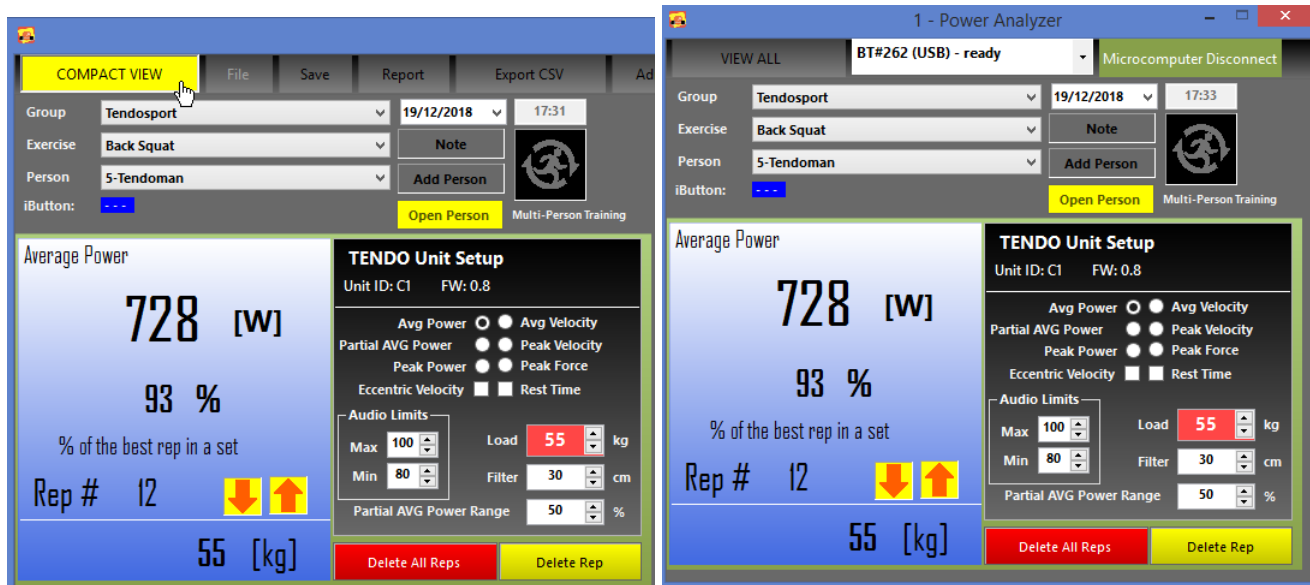 COMPACT VIEW File Save Report Export CSV Ad
Group Tendosport 19/12/2018 17:31
Exercise Back Squat Note
Person 5-Tendoman Add Person
iButton: - - - Open Person Multi-Person Training
Average Power
728 [W]
93 %
% of the best rep in a set
Rep # 12
55 [kg]
TENDO Unit Setup
Unit ID: C1 FW: 0.8
Avg Power Avg Velocity
Partial AVG Power Peak Velocity
Peak Power Peak Force
Eccentric Velocity Rest Time
Audio Limits
Max 100 Load 55 kg
Min 80 Filter 30 cm
Partial AVG Power Range 50 %
Delete All Reps Delete Rep
1 - Power Analyzer
VIEW ALL BT#262 (USB) - ready Microcomputer Disconnect
Group Tendosport 19/12/2018 17:33
Exercise Back Squat Note
Person 5-Tendoman Add Person
iButton: - - - Open Person Multi-Person Training
Average Power
728 [W]
93 %
% of the best rep in a set
Rep # 12
55 [kg]
TENDO Unit Setup
Unit ID: C1 FW: 0.8
Avg Power Avg Velocity
Partial AVG Power Peak Velocity
Peak Power Peak Force
Eccentric Velocity Rest Time
Audio Limits
Max 100 Load 55 kg
Min 80 Filter 30 cm
Partial AVG Power Range 50 %
Delete All Reps Delete Rep